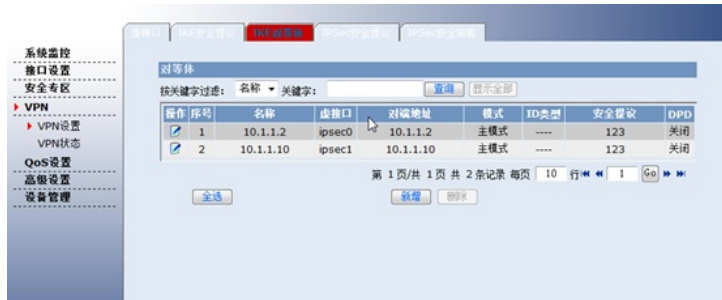 虚接口 IKE安全提议 IKE对等体 IPSec安全提议 IPSec安全策略
系统监控
接口设置
安全专区
VPN
VPN设置
VPN状态
QoS设置
高级设置
设备管理
对等体
按关键字过滤： 名称 关键字： 查询 显示全部
操作 序号 名称 虚接口 对端地址 模式 ID类型 安全提议 DPD
1 10.1.1.2 ipsec0 10.1.1.2 主模式 ---- 123 关闭
2 10.1.1.10 ipsec1 10.1.1.10 主模式 ---- 123 关闭
第 1 页/共 1 页 共 2 条记录 每页 10 行 1 Go
全选 新增 删除